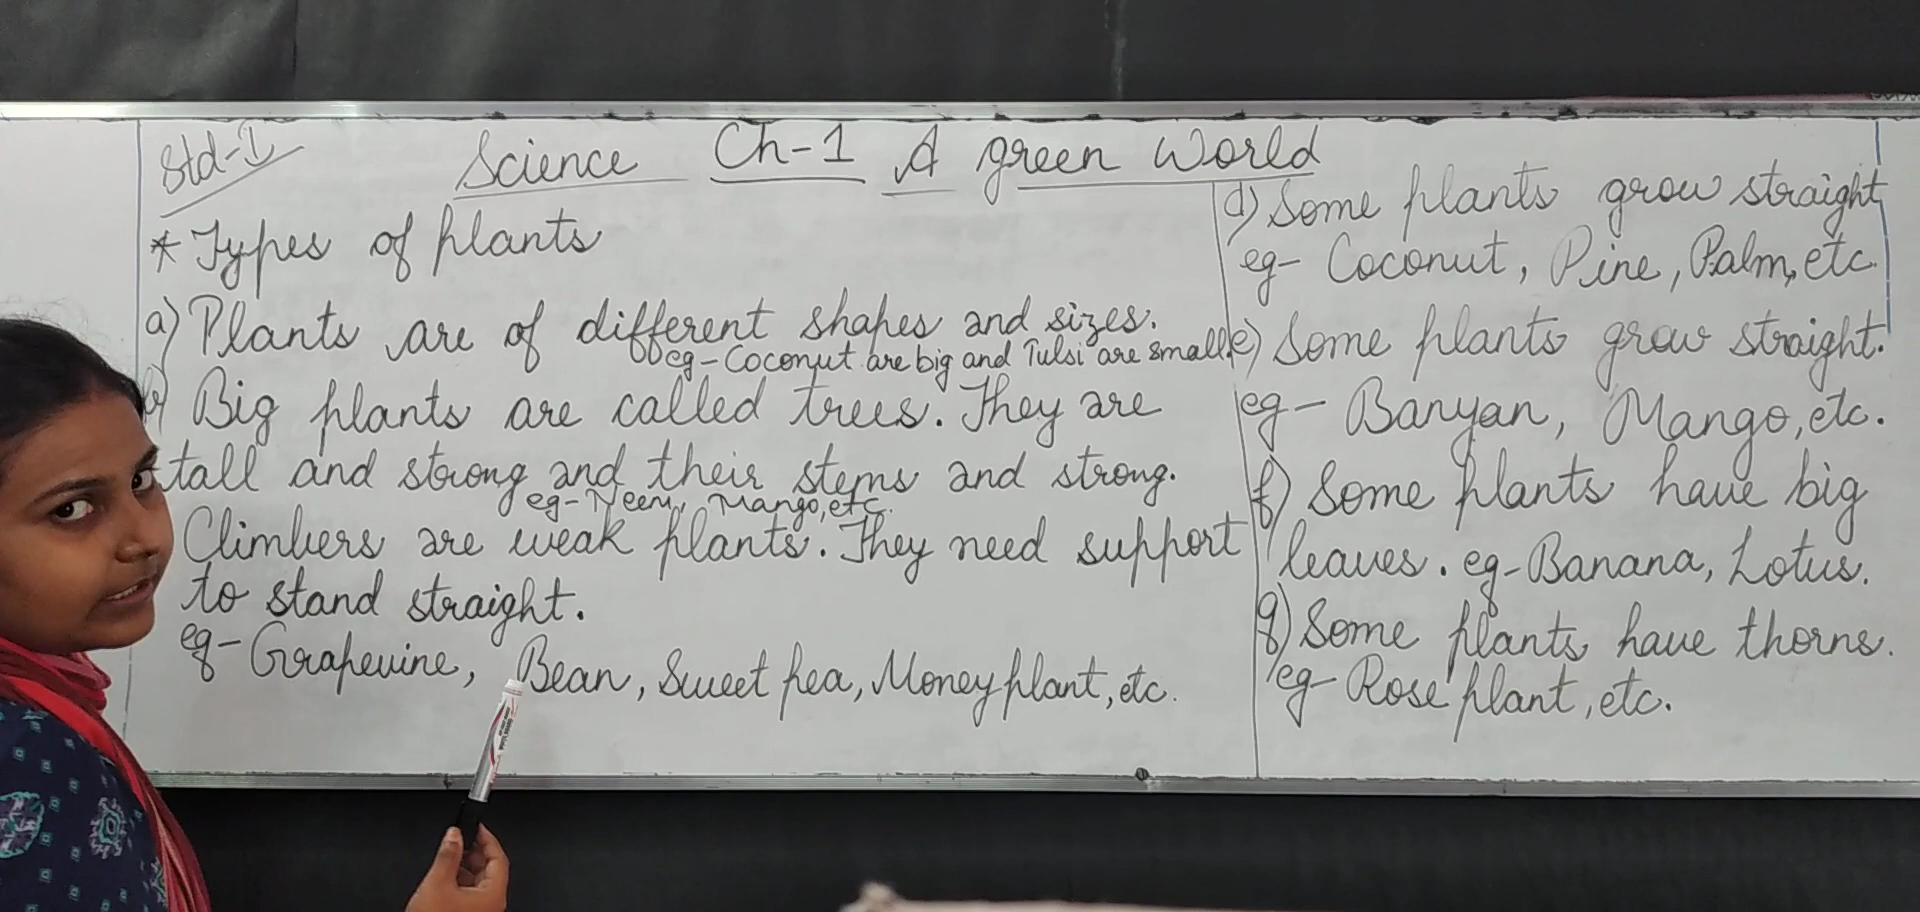 Std-I
Science Ch-1 A green World
* Types of plants
a) Plants are of different shapes and sizes.
eg-Coconut are big and Tulsi are small.
b) Big plants are called trees. They are
tall and strong and their stems and strong.
eg-Neem, Mango, etc.
Climbers are weak plants. They need support
to stand straight.
eg-Grapevine, Bean, Sweet pea, Money plant, etc.
d) Some plants grow straight
eg- Coconut, Pine, Palm, etc.
e) Some plants grow straight.
eg- Banyan, Mango, etc.
f) Some plants have big
leaves. eg-Banana, Lotus.
g) Some plants have thorns.
eg- Rose plant, etc.